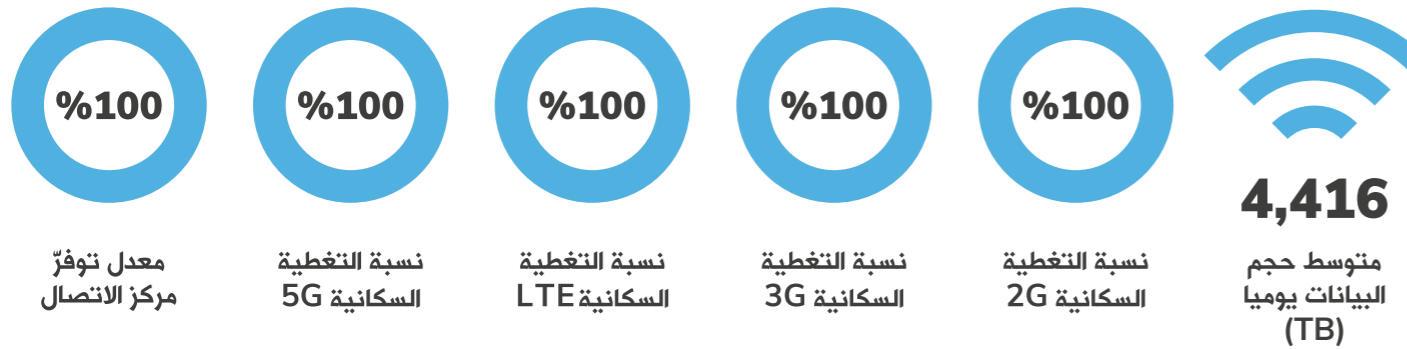 4,416
متوسط حجم
البيانات يوميا
(TB)
%100
نسبة التغطية
السكانية 2G
%100
نسبة التغطية
السكانية 3G
%100
نسبة التغطية
السكانية LTE
%100
نسبة التغطية
السكانية 5G
%100
معدل توفرّ
مركز الاتصال